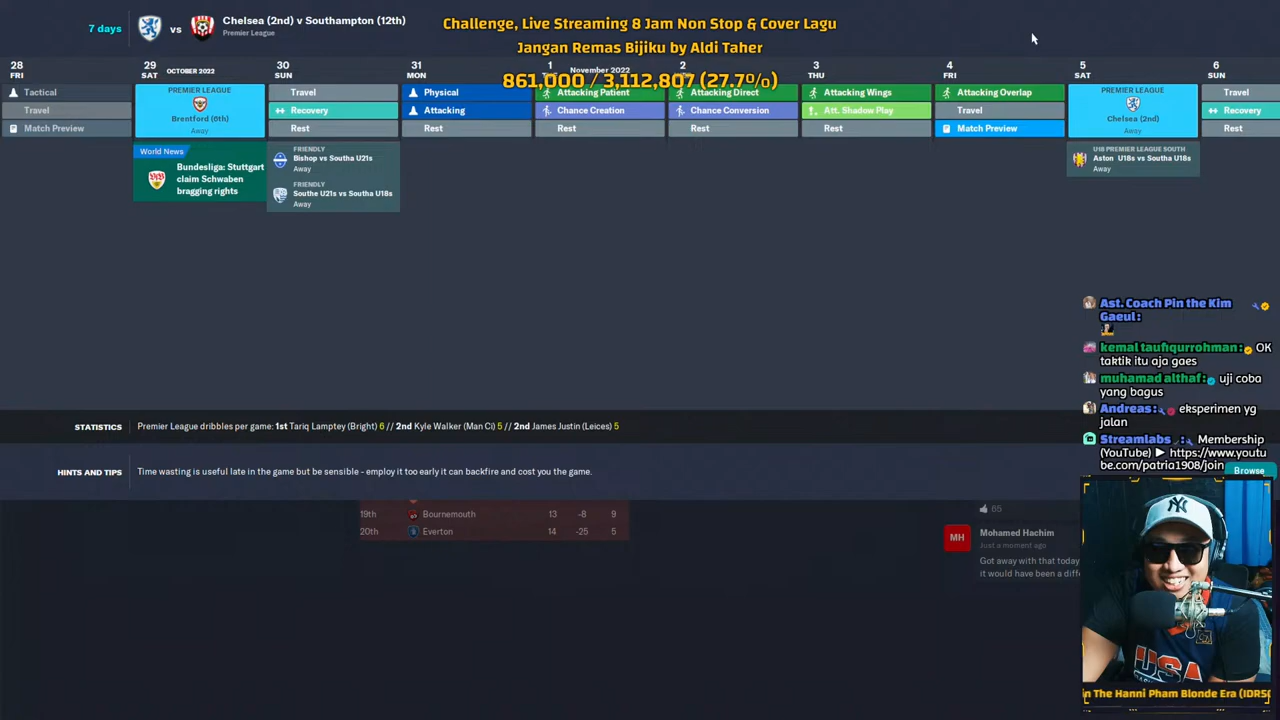 7 days
vs
Chelsea (2nd) v Southampton (12th)
Premier League
Challenge, Live Streaming 8 Jam Non Stop & Cover Lagu
Jangan Remas Bijiku by Aldi Taher
861,000 / 3,112,807 (27.7%)
28
FRI
29
SAT
OCTOBER 2022
30
SUN
31
MON
1
November 2022
3
THU
4
FRI
5
SAT
6
SUN
Tactical
Travel
Match Preview
PREMIER LEAGUE
Brentford (6th)
Away
Travel
Recovery
Rest
Physical
Attacking
Rest
Attacking Patient
Chance Creation
Rest
Attacking Direct
Chance Conversion
Rest
Attacking Wings
Att. Shadow Play
Rest
Attacking Overlap
Travel
Match Preview
PREMIER LEAGUE
Chelsea (2nd)
Away
Travel
Recovery
Rest
World News
Bundesliga: Stuttgart
claim Schwaben
bragging rights
FRIENDLY
Bishop vs Southa U21s
Away
FRIENDLY
Southe U21s vs Southa U18s
Away
U18 PREMIER LEAGUE SOUTH
Aston U18s vs Southa U18s
Away
Ast. Coach Pin the Kim
Gaeul :
kemal taufiqurrohman : OK
taktik itu aja gaes
muhamad althaf : uji coba
yang bagus
Andreas : eksperimen yg
jalan
Streamlabs : Membership
(YouTube) ▶ https://www.youtu
be.com/patria1908/join
Browse
STATISTICS
Premier League dribbles per game: 1st Tariq Lamptey (Bright) 6 // 2nd Kyle Walker (Man Ci) 5 // 2nd James Justin (Leices) 5
HINTS AND TIPS
Time wasting is useful late in the game but be sensible - employ it too early it can backfire and cost you the game.
19th Bournemouth 13 -8 9
20th Everton 14 -25 5
65
MH
Mohamed Hachim
Just a moment ago
Got away with that today
it would have been a diffe
NY
USA
n The Hanni Pham Blonde Era (IDRSC